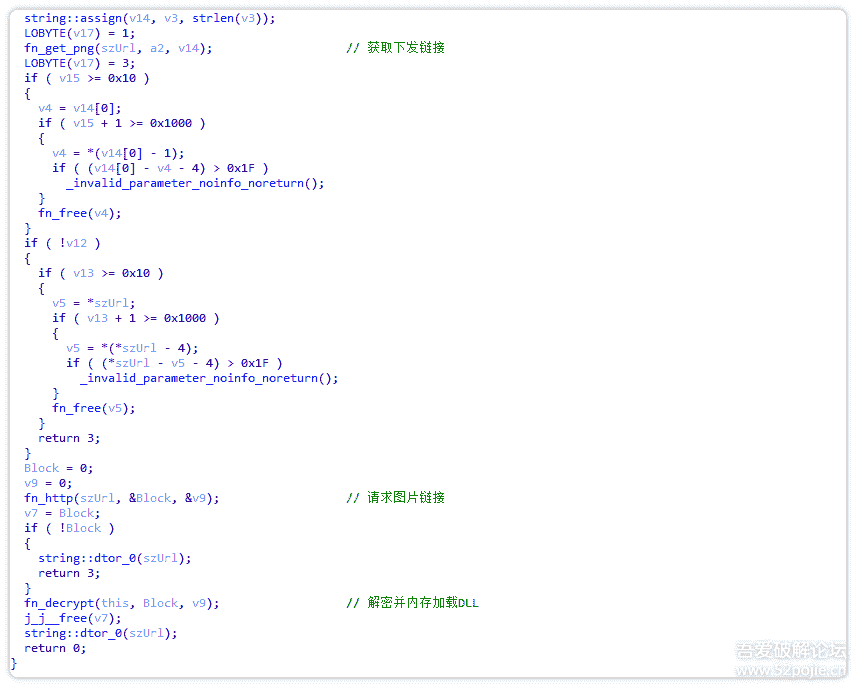 string::assign(v14, v3, strlen(v3));
LOBYTE(v17) = 1;
fn_get_png(szUrl, a2, v14); // 获取下发链接
LOBYTE(v17) = 3;
if ( v15 >= 0x10 )
{
v4 = v14[0];
if ( v15 + 1 >= 0x1000 )
{
v4 = *(v14[0] - 1);
if ( (v14[0] - v4 - 4) > 0x1F )
_invalid_parameter_noinfo_noreturn();
}
fn_free(v4);
}
if ( !v12 )
{
if ( v13 >= 0x10 )
{
v5 = *szUrl;
if ( v13 + 1 >= 0x1000 )
{
v5 = *(*szUrl - 4);
if ( (*szUrl - v5 - 4) > 0x1F )
_invalid_parameter_noinfo_noreturn();
}
fn_free(v5);
}
return 3;
}
Block = 0;
v9 = 0;
fn_http(szUrl, &Block, &v9); // 请求图片链接
v7 = Block;
if ( !Block )
{
string::dtor_0(szUrl);
return 3;
}
fn_decrypt(this, Block, v9); // 解密并内存加载DLL
j_j__free(v7);
string::dtor_0(szUrl);
return 0;
}
吾爱破解论坛
www.52pojie.cn